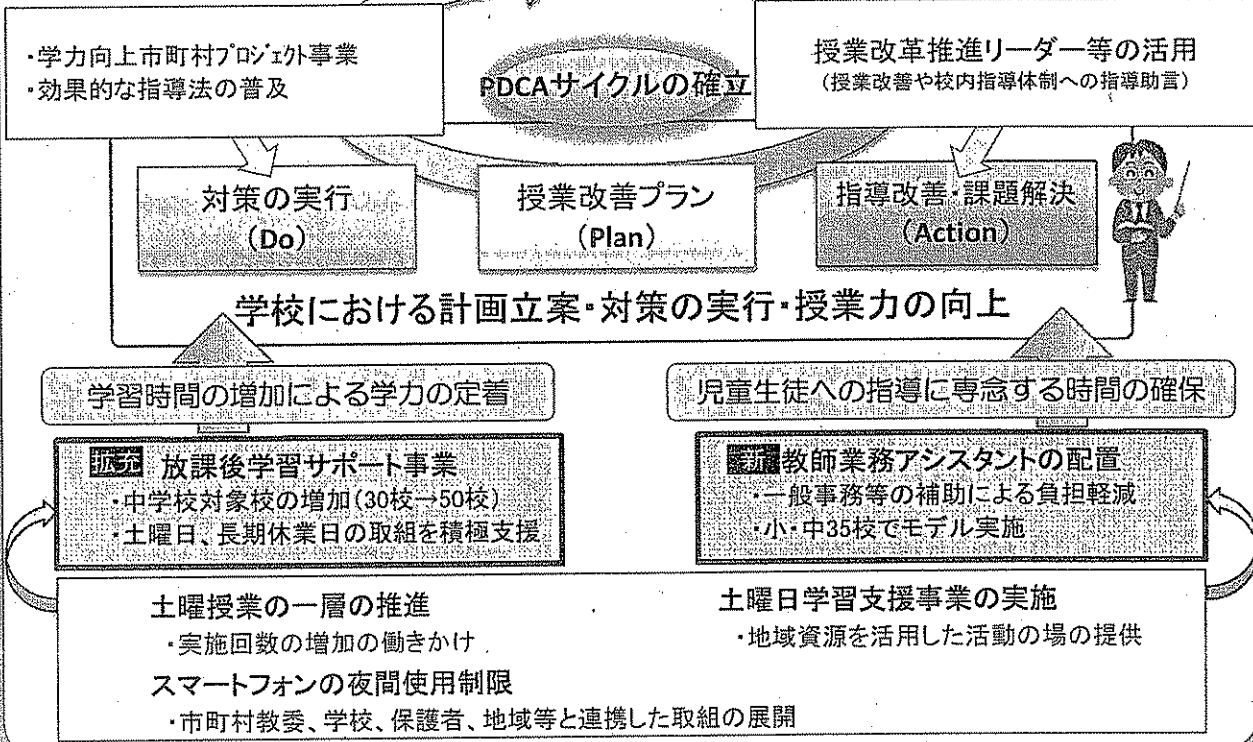 ・学力向上市町村プロジェクト事業
・効果的な指導法の普及
PDCAサイクルの確立
授業改革推進リーダー等の活用
(授業改善や校内指導体制への指導助言)
対策の実行
(Do)
授業改善プラン
(Plan)
指導改善・課題解決
(Action)
学校における計画立案・対策の実行・授業力の向上
学習時間の増加による学力の定着
児童生徒への指導に専念する時間の確保
拡充 放課後学習サポート事業
・中学校対象校の増加(30校→50校)
・土曜日、長期休業日の取組を積極支援
新 教師業務アシスタントの配置
・一般事務等の補助による負担軽減
・小・中35校でモデル実施
土曜授業の一層の推進
・実施回数の増加の働きかけ
土曜日学習支援事業の実施
・地域資源を活用した活動の場の提供
スマートフォンの夜間使用制限
・市町村教委、学校、保護者、地域等と連携した取組の展開